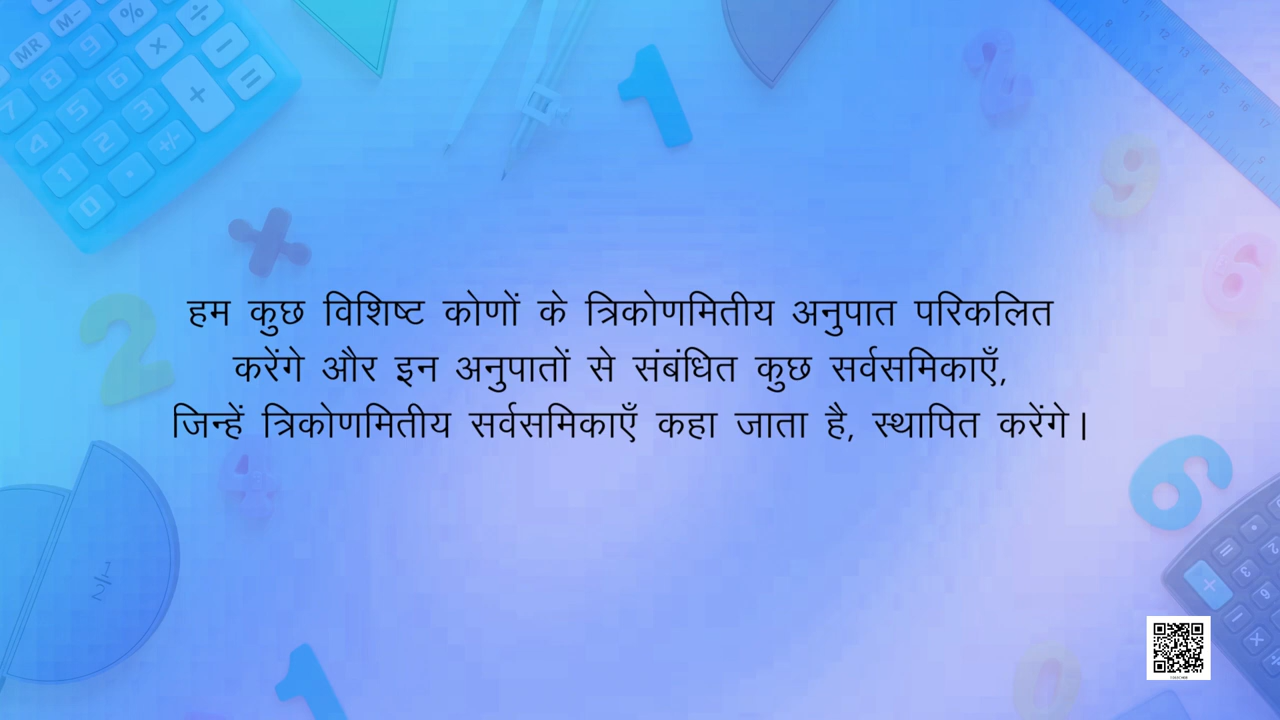 हम कुछ विशिष्ट कोणों के त्रिकोणमितीय अनुपात परिकलित
करेंगे और इन अनुपातों से संबंधित कुछ सर्वसमिकाएँ,
जिन्हें त्रिकोणमितीय सर्वसमिकाएँ कहा जाता है, स्थापित करेंगे।